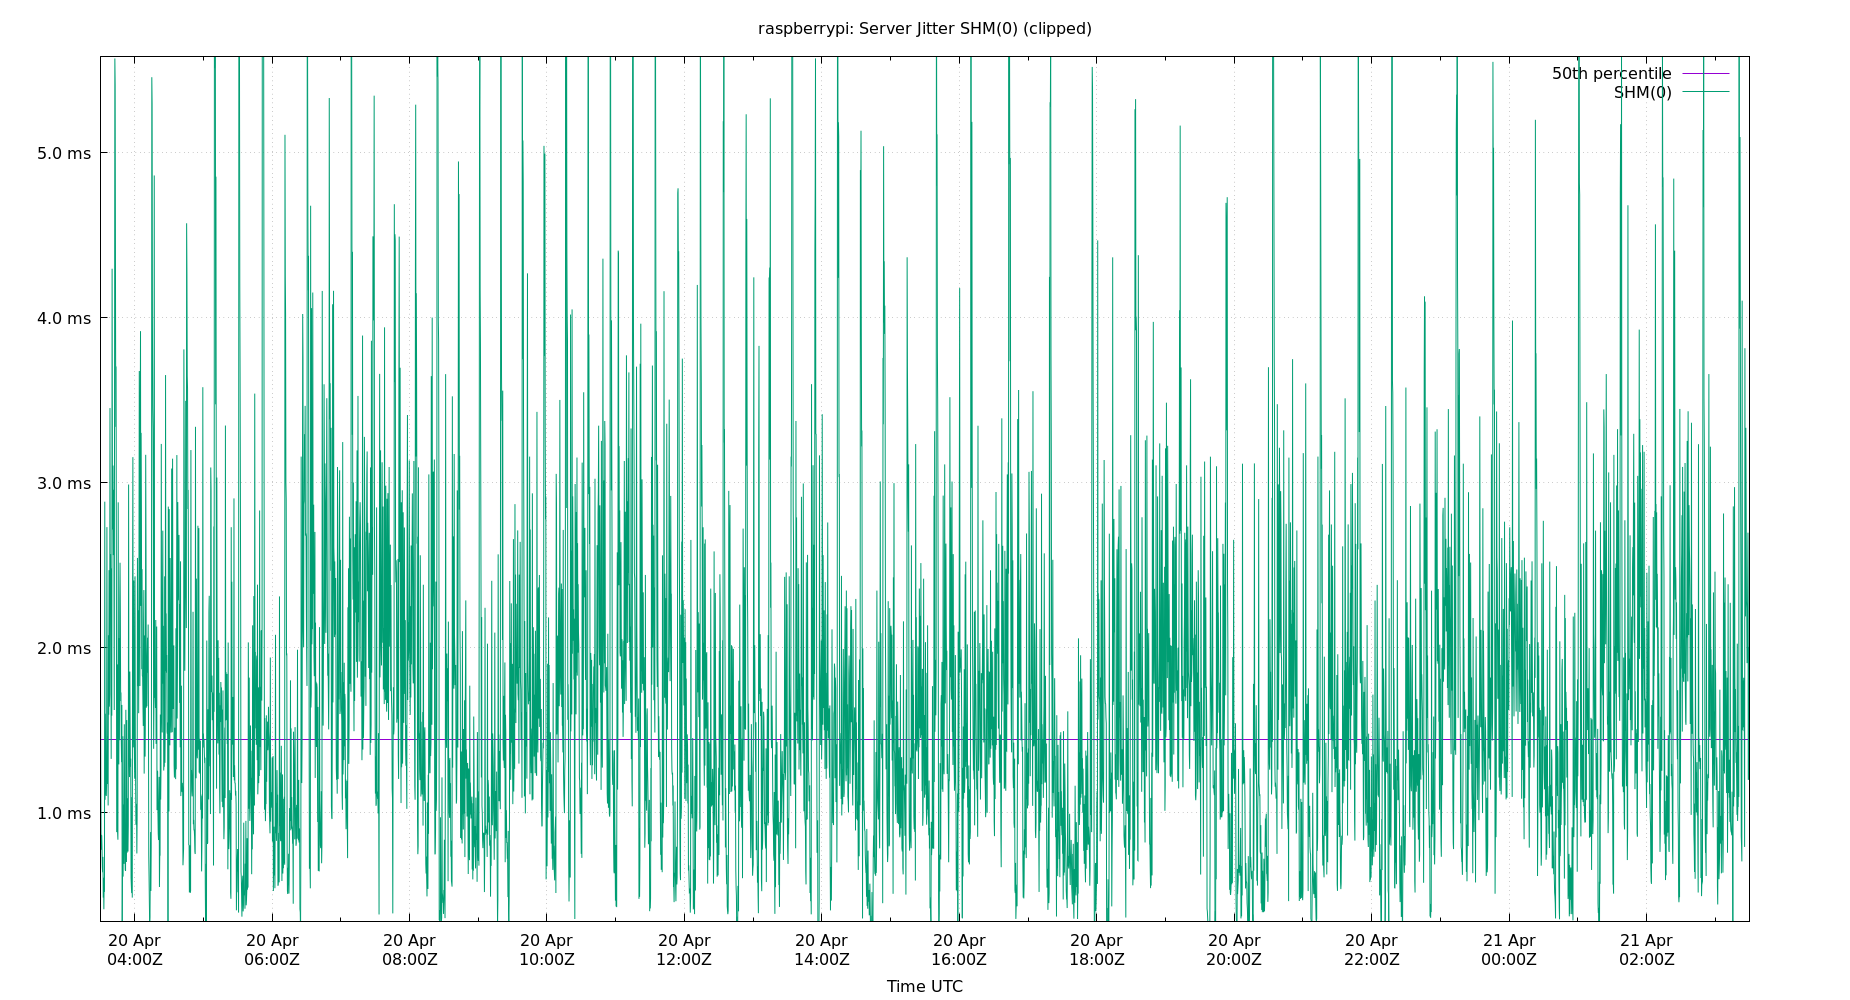 raspberrypi: Server Jitter SHM(0) (clipped)
50th percentile
SHM(0)
5.0 ms
4.0 ms
3.0 ms
2.0 ms
1.0 ms
20 Apr 20 Apr 20 Apr 20 Apr 20 Apr 20 Apr 20 Apr 20 Apr 20 Apr 20 Apr 21 Apr 21 Apr
04:00Z 06:00Z 08:00Z 10:00Z 12:00Z 14:00Z 16:00Z 18:00Z 20:00Z 22:00Z 00:00Z 02:00Z
Time UTC